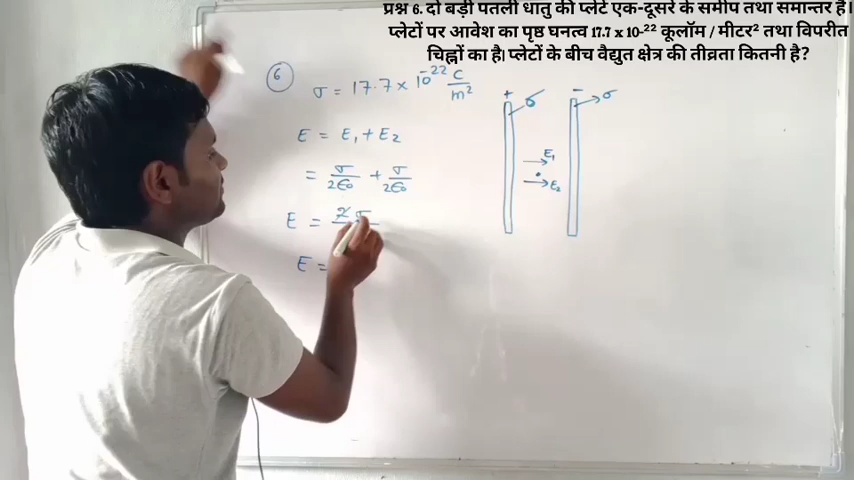 प्रश्न 6. दो बड़ी पतली धातु की प्लेटें एक-दूसरे के समीप तथा समान्तर है।
प्लेटों पर आवेश का पृष्ठ घनत्व 17.7 x 10⁻²² कूलॉम / मीटर² तथा विपरीत
चिह्नों का है। प्लेटों के बीच वैद्युत क्षेत्र की तीव्रता कितनी है?
6
σ = 17.7 × 10⁻²² C/m²
+ σ - σ
E = E₁ + E₂
E₁
= σ/2ϵ₀ + σ/2ϵ₀
E₂
E = 2σ
E =